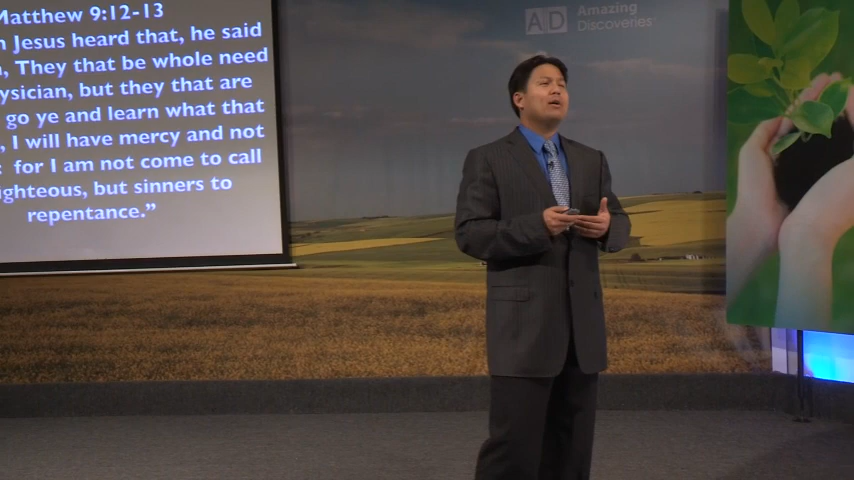 Matthew 9:12-13
Jesus heard that, he said
They that be whole need
but they that are
go ye and learn what that
I will have mercy and not
for I am not come to call
but sinners to
repentance.”
AD Amazing
Discoveries